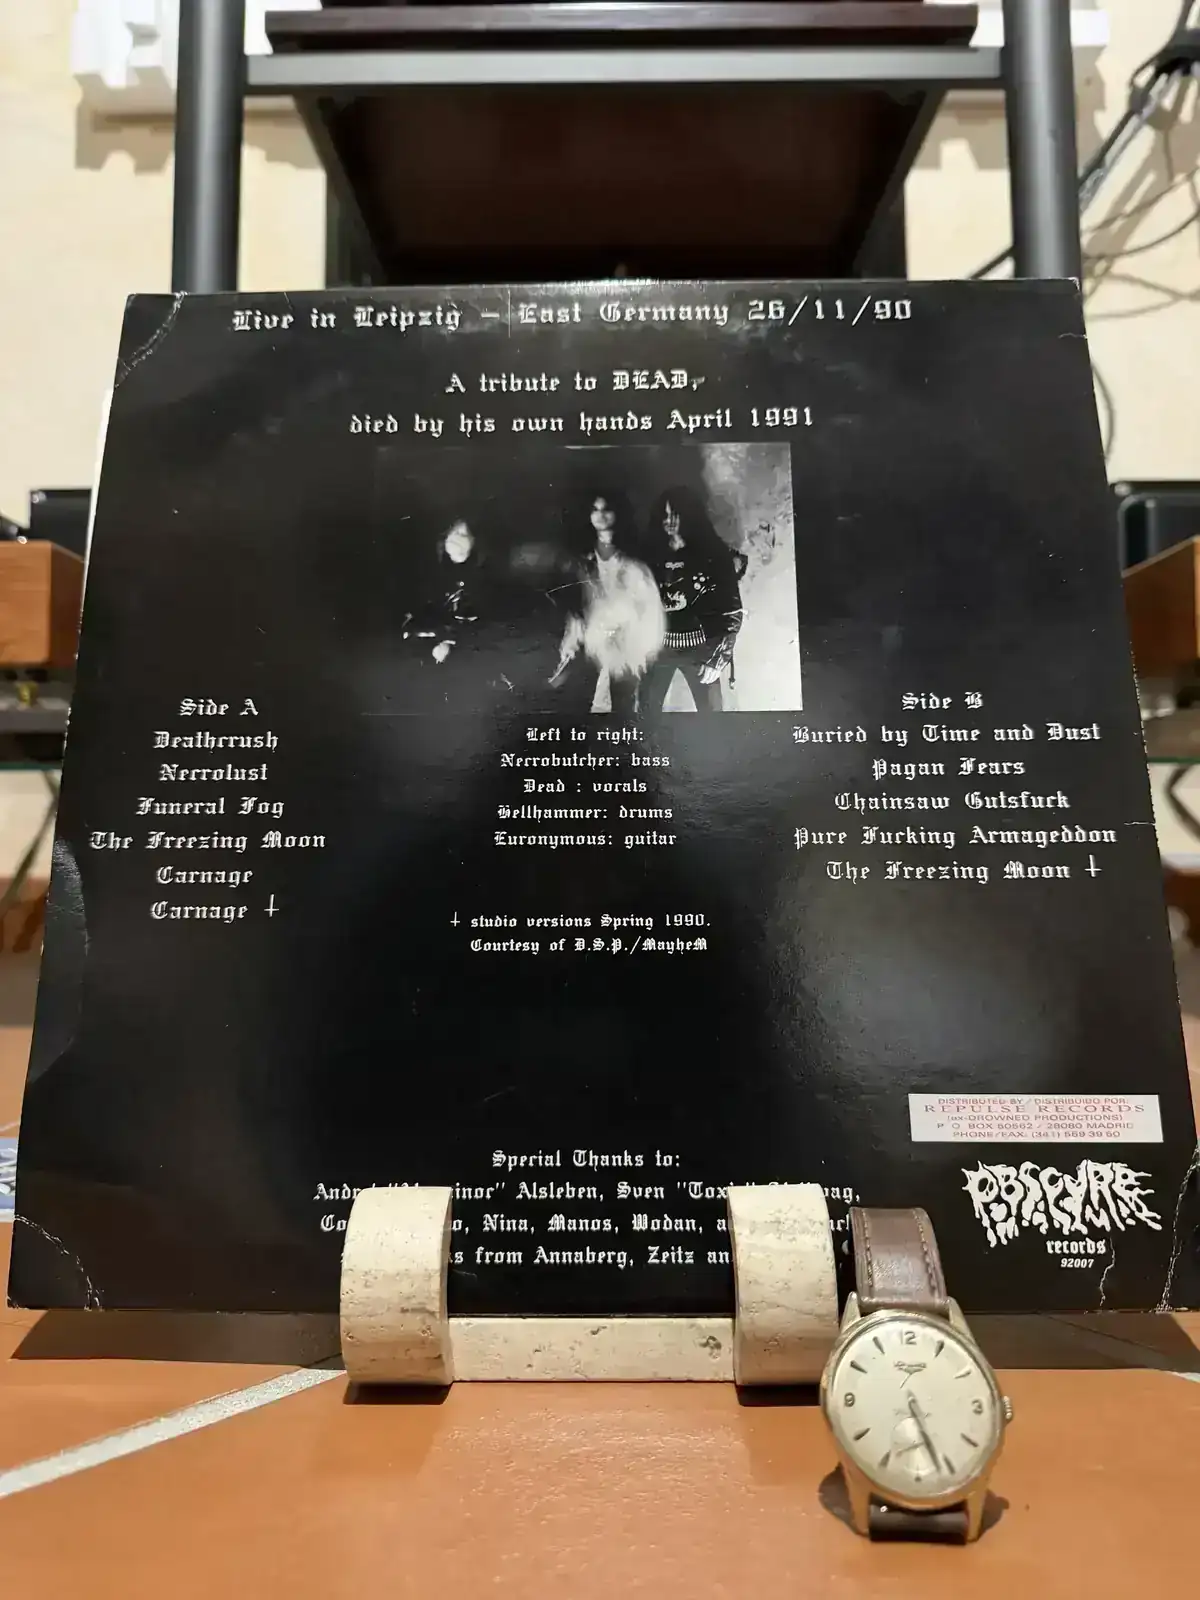 Live in Leipzig - East Germany 26/11/90
A tribute to DEAD,
died by his own hands April 1991
Side A
Deathcrush
Necrolust
Funeral Fog
The Freezing Moon
Carnage
Carnage †
Left to right:
Necrobutcher: bass
Dead : vocals
Hellhammer: drums
Euronymous: guitar
† studio versions Spring 1990.
Courtesy of D.S.P./MayheM
Side B
Buried by Time and Dust
Pagan Fears
Chainsaw Gutsfuck
Pure Fucking Armageddon
The Freezing Moon †
DISTRIBUTED BY / DISTRIBUIDO POR:
REPULSE RECORDS
(ex-DROWNED PRODUCTIONS)
P. O. BOX 50562 / 28080 MADRID
PHONE/FAX: (341) 569 39 50
Special Thanks to:
Alsleben, Sven
Nina, Manos, Wodan,
from Annaberg, Zeitz
OBSCURE
records
92007
12
9
3